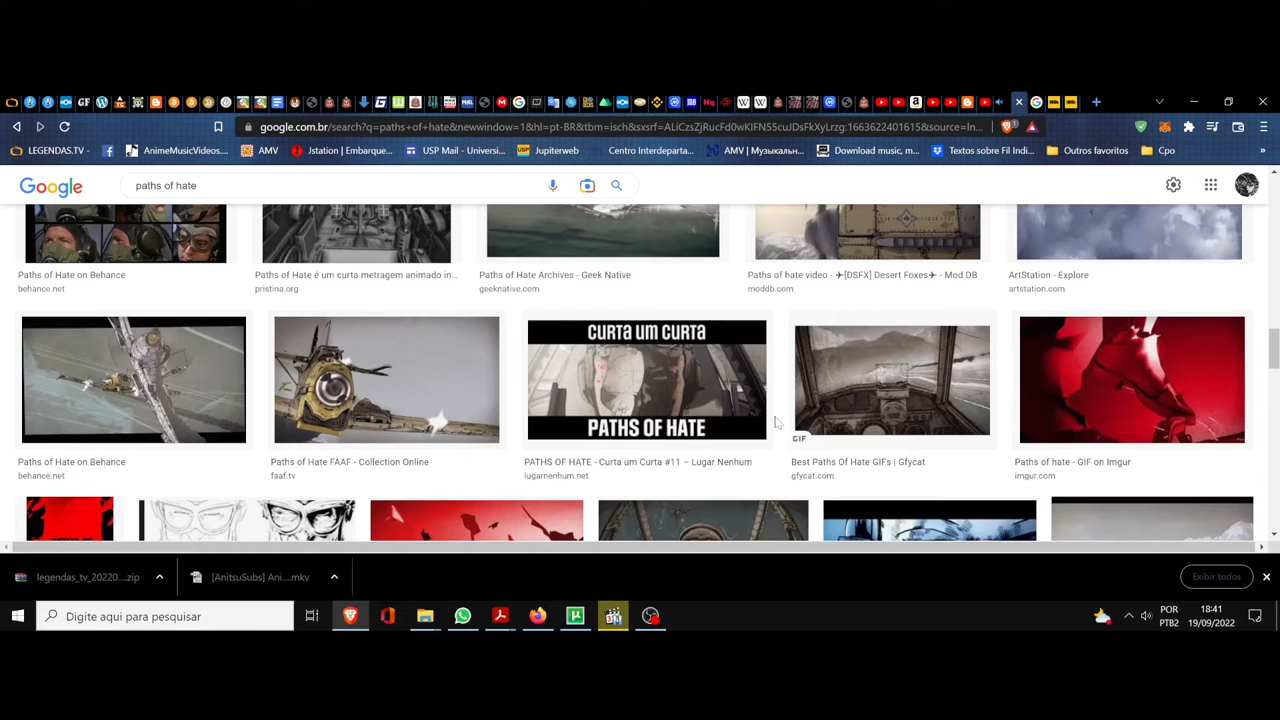 google.com.br/search?q=paths+of+hate&newwindow=1&hl=pt-BR&tbm=isch&sxsrf=ALiCzsZjRucFd0wKIFN55cuJDsFkXyLrzg:1663622401615&source=In...
LEGENDAS.TV -
AnimeMusicVideos....
AMV
Jstation | Embarque...
USP Mail - Universi...
Jupiterweb
Centro Interdeparta...
AMV | Музыкальн...
Download music, m...
Textos sobre Fil Indi...
Outros favoritos
Cpo
Google
paths of hate
Paths of Hate on Behance
behance.net
Paths of Hate é um curta metragem animado in...
pristina.org
Paths of Hate Archives - Geek Native
geeknative.com
Paths of hate video - ✈[DSFX] Desert Foxes✈ - Mod DB
moddb.com
ArtStation - Explore
artstation.com
CURTA UM CURTA
PATHS OF HATE
GIF
Paths of Hate on Behance
behance.net
Paths of Hate FAAF - Collection Online
faaf.tv
PATHS OF HATE - Curta um Curta #11 – Lugar Nenhum
lugarnenhum.net
Best Paths Of Hate GIFs | Gfycat
gfycat.com
Paths of hate - GIF on Imgur
imgur.com
legendas_tv_20220....zip
[AnitsuSubs] Ani....mkv
Exibir todos
Digite aqui para pesquisar
POR
PTB2
18:41
19/09/2022